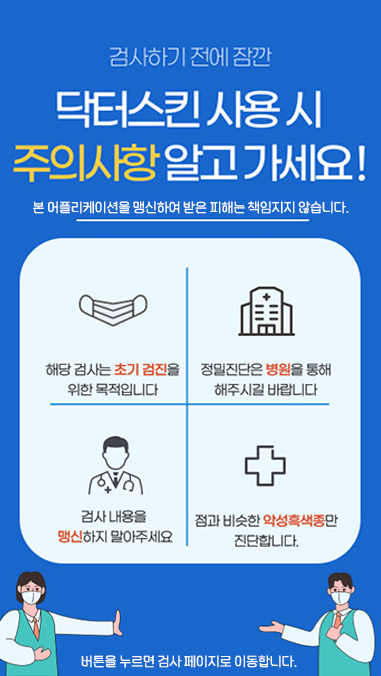 검사하기 전에 잠깐
닥터스킨 사용 시
주의사항 알고 가세요!
본 어플리케이션을 맹신하여 받은 피해는 책임지지 않습니다.
해당 검사는 초기 검진을
위한 목적입니다
정밀진단은 병원을 통해
해주시길 바랍니다
검사 내용을
맹신하지 말아주세요
점과 비슷한 악성흑색종만
진단합니다.
버튼을 누르면 검사 페이지로 이동합니다.